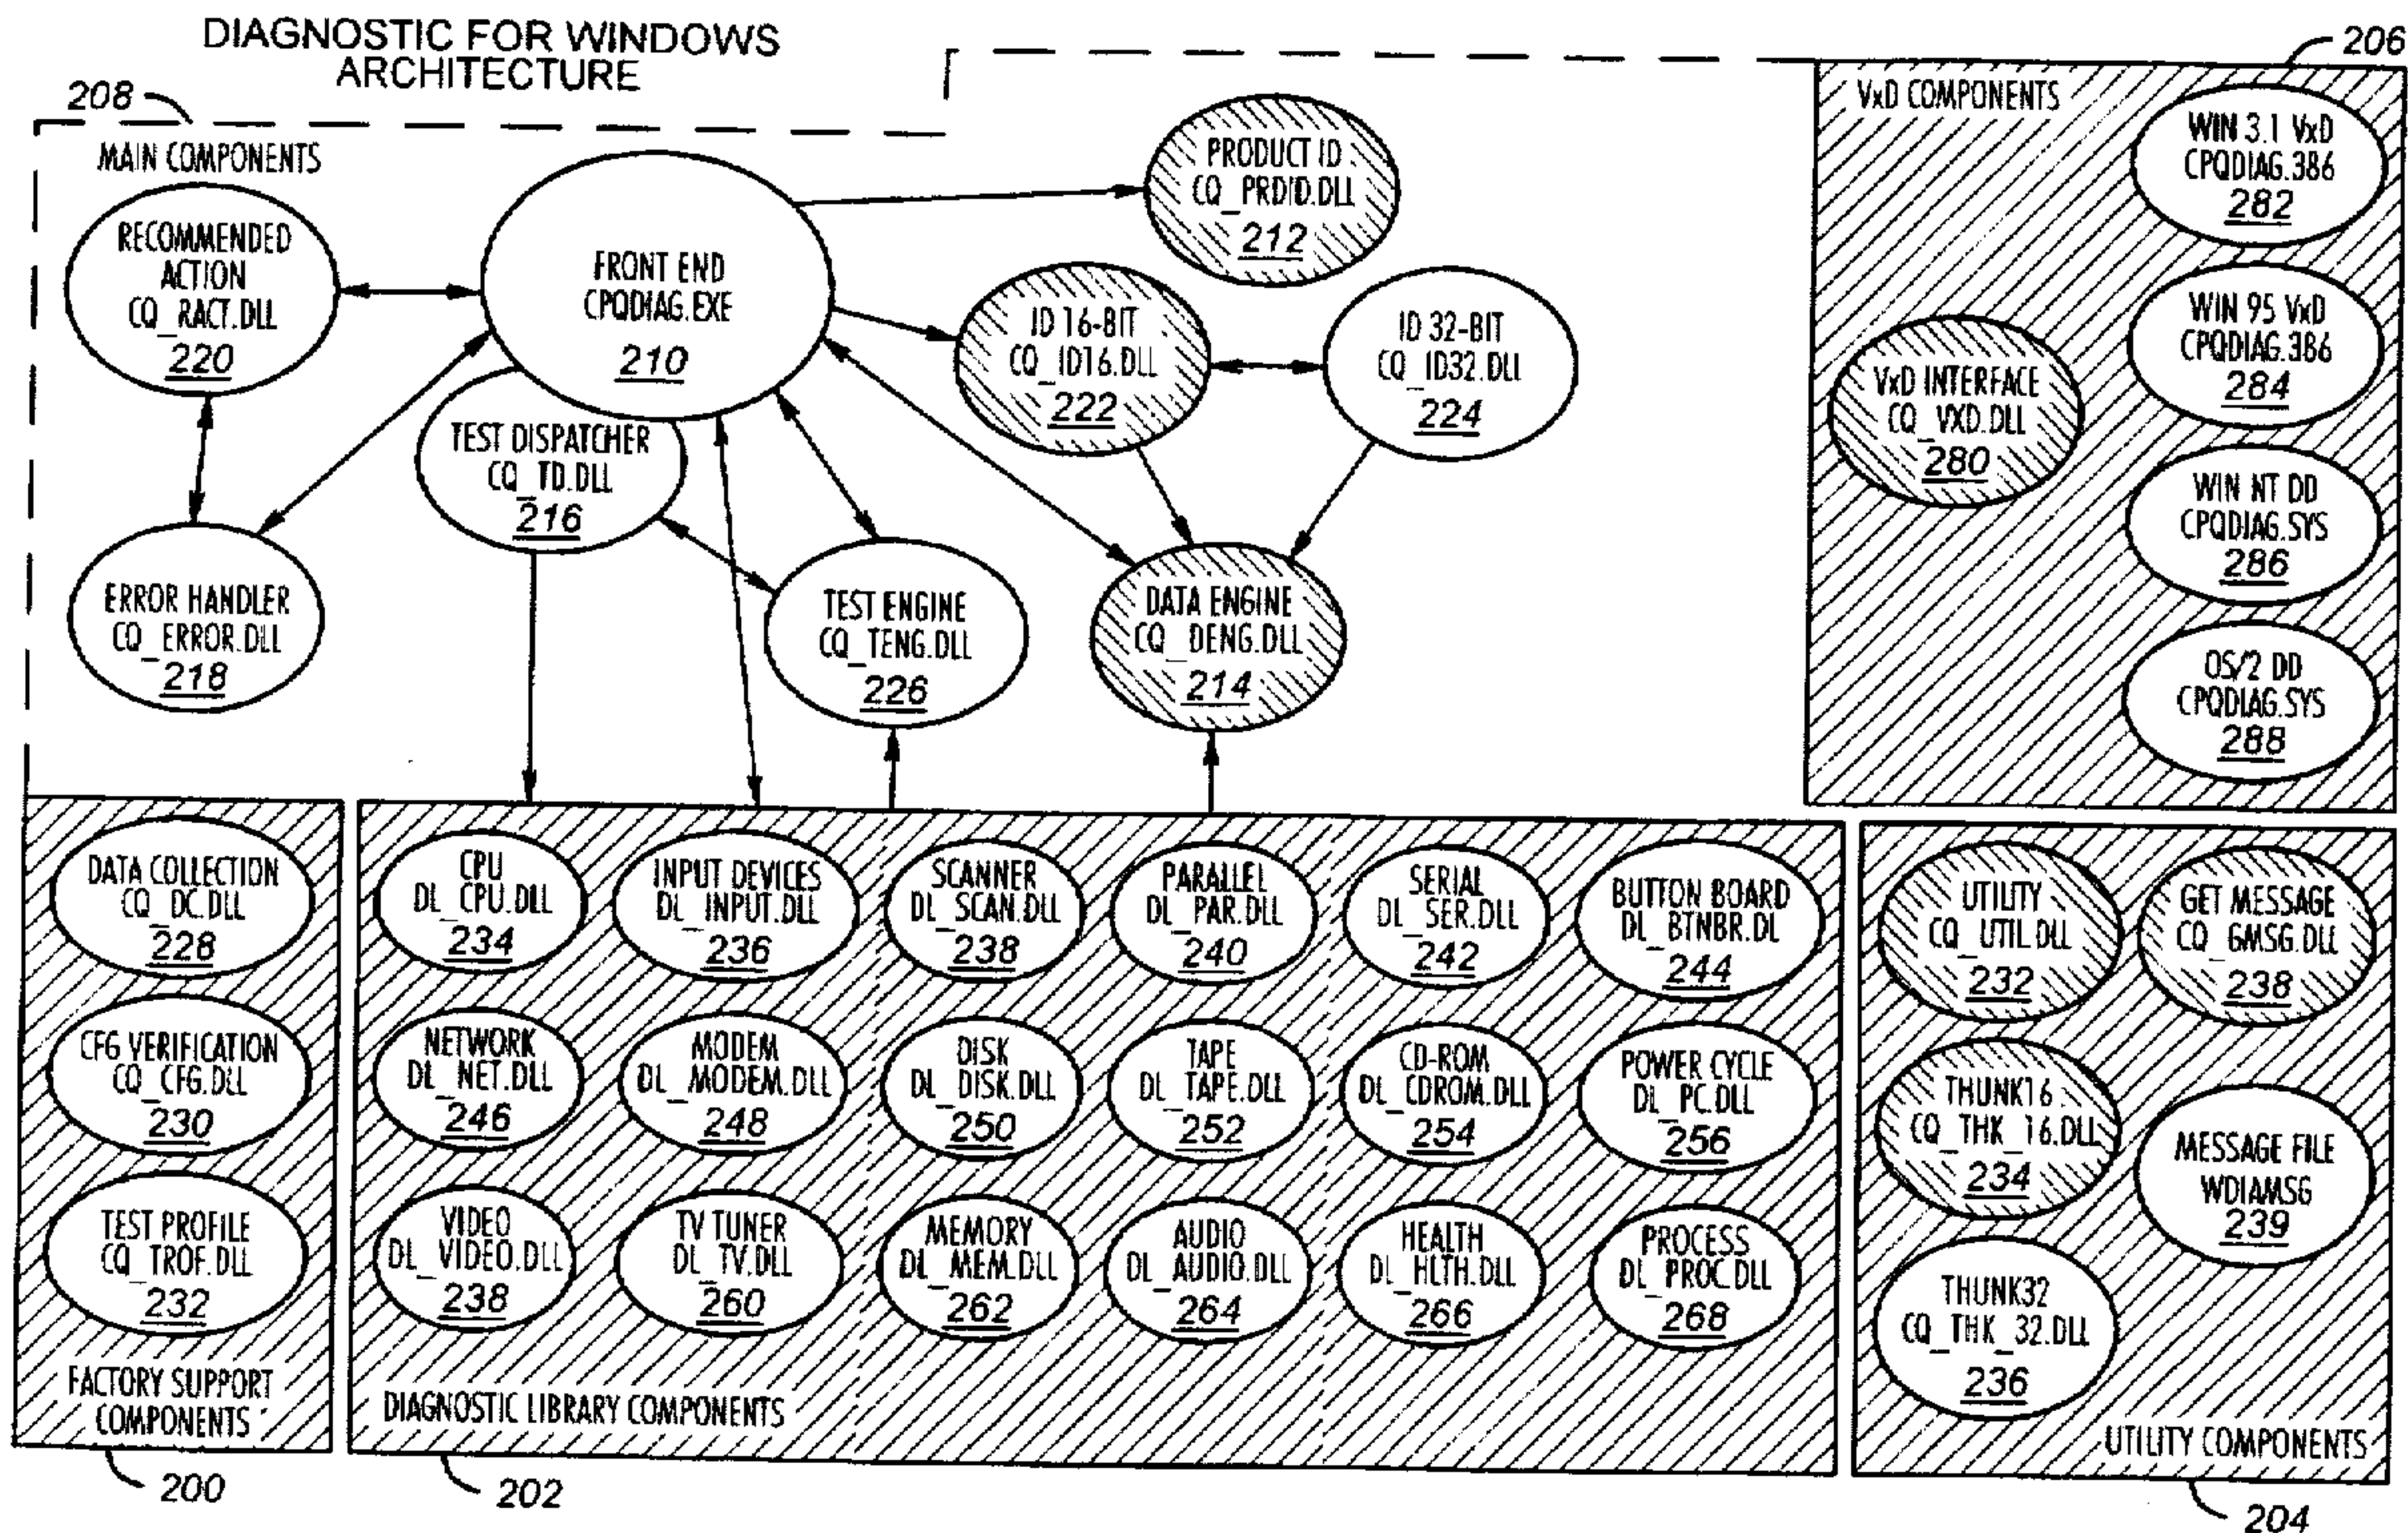 DIAGNOSTIC FOR WINDOWS
ARCHITECTURE
208
MAIN COMPONENTS
RECOMMENDED
ACTION
CQ_RACT.DLL
220
FRONT END
CPQDIAG.EXE
210
PRODUCT ID
CQ_PRDID.DLL
212
ID 16-BIT
CQ_ID16.DLL
222
ID 32-BIT
CQ_ID32.DLL
224
TEST DISPATCHER
CQ_TD.DLL
216
ERROR HANDLER
CQ_ERROR.DLL
218
TEST ENGINE
CQ_TENG.DLL
226
DATA ENGINE
CQ_DENG.DLL
214
206
VxD COMPONENTS
WIN 3.1 VxD
CPQDIAG.386
282
WIN 95 VxD
CPQDIAG.386
284
VxD INTERFACE
CQ_VXD.DLL
280
WIN NT DD
CPQDIAG.SYS
286
OS/2 DD
CPQDIAG.SYS
288
DATA COLLECTION
CQ_DC.DLL
228
CFG VERIFICATION
CQ_CFG.DLL
230
TEST PROFILE
CQ_TROF.DLL
232
FACTORY SUPPORT
COMPONENTS
200
CPU
DL_CPU.DLL
234
INPUT DEVICES
DL_INPUT.DLL
236
SCANNER
DL_SCAN.DLL
238
PARALLEL
DL_PAR.DLL
240
SERIAL
DL_SER.DLL
242
BUTTON BOARD
DL_BTNBR.DL
244
NETWORK
DL_NET.DLL
246
MODEM
DL_MODEM.DLL
248
DISK
DL_DISK.DLL
250
TAPE
DL_TAPE.DLL
252
CD-ROM
DL_CDROM.DLL
254
POWER CYCLE
DL_PC.DLL
256
VIDEO
DL_VIDEO.DLL
238
TV TUNER
DL_TV.DLL
260
MEMORY
DL_MEM.DLL
262
AUDIO
DL_AUDIO.DLL
264
HEALTH
DL_HLTH.DLL
266
PROCESS
DL_PROC.DLL
268
DIAGNOSTIC LIBRARY COMPONENTS
202
UTILITY
CQ_UTIL.DLL
232
GET MESSAGE
CQ_GMSG.DLL
238
THUNK16
CQ_THK_16.DLL
234
MESSAGE FILE
WDIAMSG
239
THUNK32
CQ_THK_32.DLL
236
UTILITY COMPONENTS
204